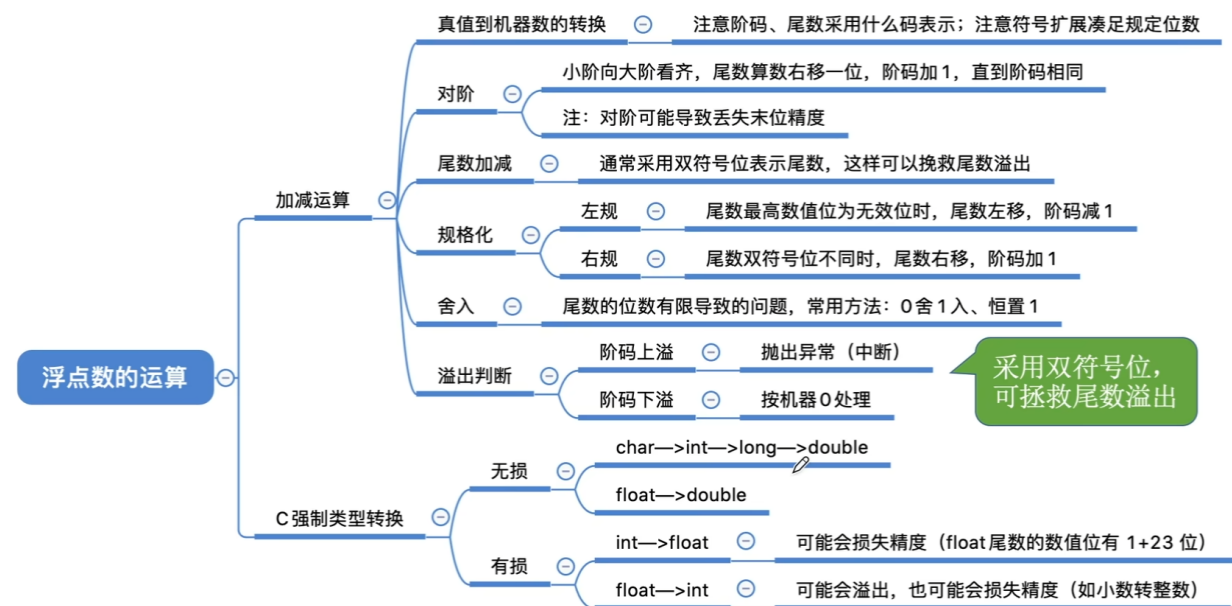 浮点数的运算
加减运算
真值到机器数的转换
注意阶码、尾数采用什么码表示；注意符号扩展凑足规定位数
对阶
小阶向大阶看齐，尾数算数右移一位，阶码加1，直到阶码相同
注：对阶可能导致丢失末位精度
尾数加减
通常采用双符号位表示尾数，这样可以挽救尾数溢出
规格化
左规
尾数最高数值位为无效位时，尾数左移，阶码减1
右规
尾数双符号位不同时，尾数右移，阶码加1
舍入
尾数的位数有限导致的问题，常用方法：0舍1入、恒置1
溢出判断
阶码上溢
抛出异常（中断）
阶码下溢
按机器0处理
采用双符号位，
可拯救尾数溢出
C强制类型转换
无损
char—>int—>long—>double
float—>double
有损
int—>float
可能会损失精度（float尾数的数值位有 1+23 位）
float—>int
可能会溢出，也可能会损失精度（如小数转整数）